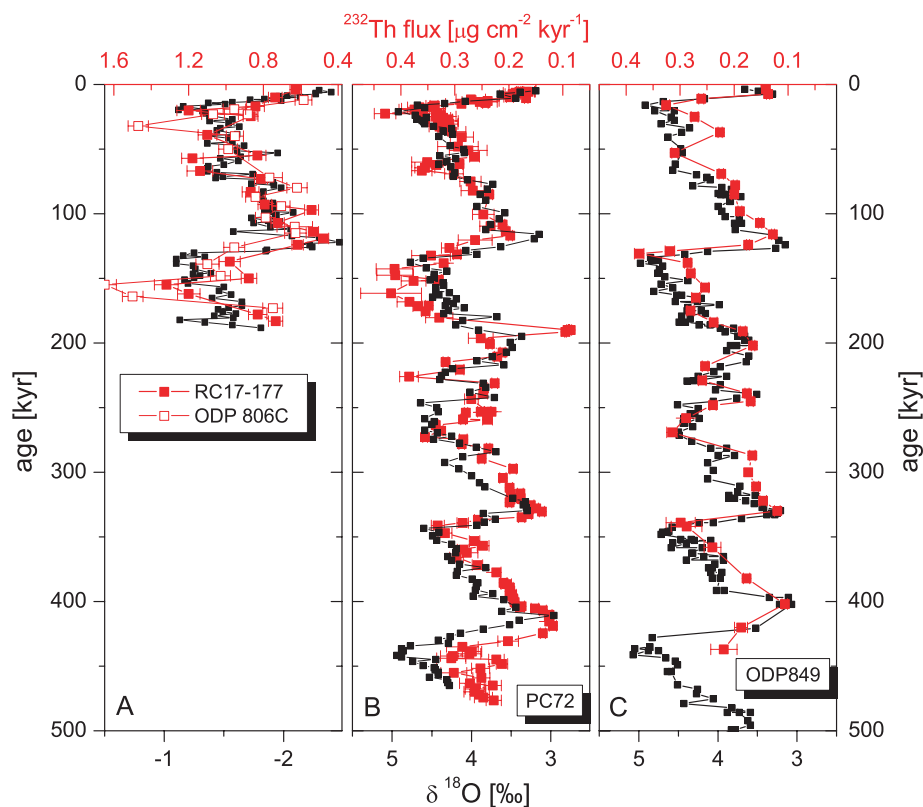 ²³²Th flux [µg cm⁻² kyr⁻¹]
1.6 1.2 0.8 0.4 0.4 0.3 0.2 0.1 0.4 0.3 0.2 0.1
0 0
100 100
200 200
300 300
400 400
500 500
age [kyr]
age [kyr]
RC17-177
ODP 806C
A
B
PC72
C
ODP849
-1 -2 5 4 3 5 4 3
δ ¹⁸O [‰]